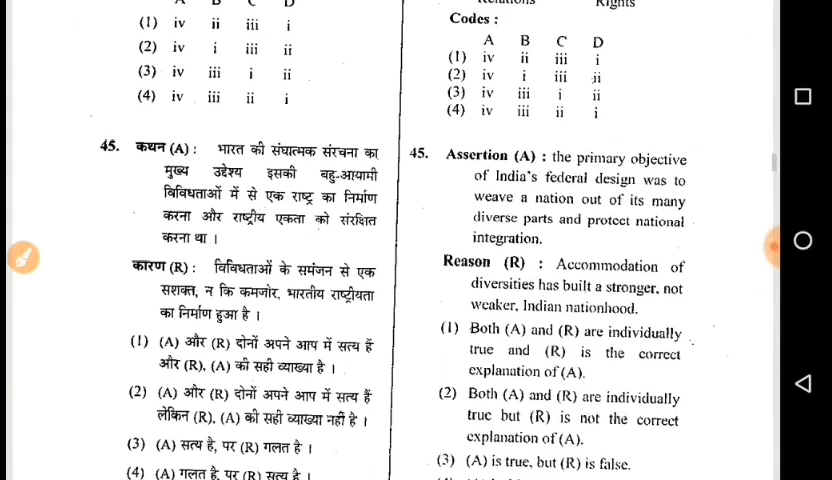 (1) iv ii iii i
(2) iv i iii ii
(3) iv iii i ii
(4) iv iii ii i
45. कथन (A) : भारत की संघात्मक संरचना का
मुख्य उद्देश्य इसकी बहु-आयामी
विविधताओं में से एक राष्ट्र का निर्माण
करना और राष्ट्रीय एकता को संरक्षित
करना था ।
कारण (R) : विविधताओं के समंजन से एक
सशक्त, न कि कमजोर, भारतीय राष्ट्रीयता
का निर्माण हुआ है ।
(1) (A) और (R) दोनों अपने आप में सत्य हैं
और (R), (A) की सही व्याख्या है ।
(2) (A) और (R) दोनों अपने आप में सत्य हैं
लेकिन (R), (A) की सही व्याख्या नहीं है ।
(3) (A) सत्य है, पर (R) गलत है ।
(4) (A) गलत है, पर (R) सत्य है ।
Relations Rights
Codes :
A B C D
(1) iv ii iii i
(2) iv i iii ii
(3) iv iii i ii
(4) iv iii ii i
45. Assertion (A) : the primary objective
of India's federal design was to
weave a nation out of its many
diverse parts and protect national
integration.
Reason (R) : Accommodation of
diversities has built a stronger, not
weaker, Indian nationhood.
(1) Both (A) and (R) are individually
true and (R) is the correct
explanation of (A).
(2) Both (A) and (R) are individually
true but (R) is not the correct
explanation of (A).
(3) (A) is true, but (R) is false.